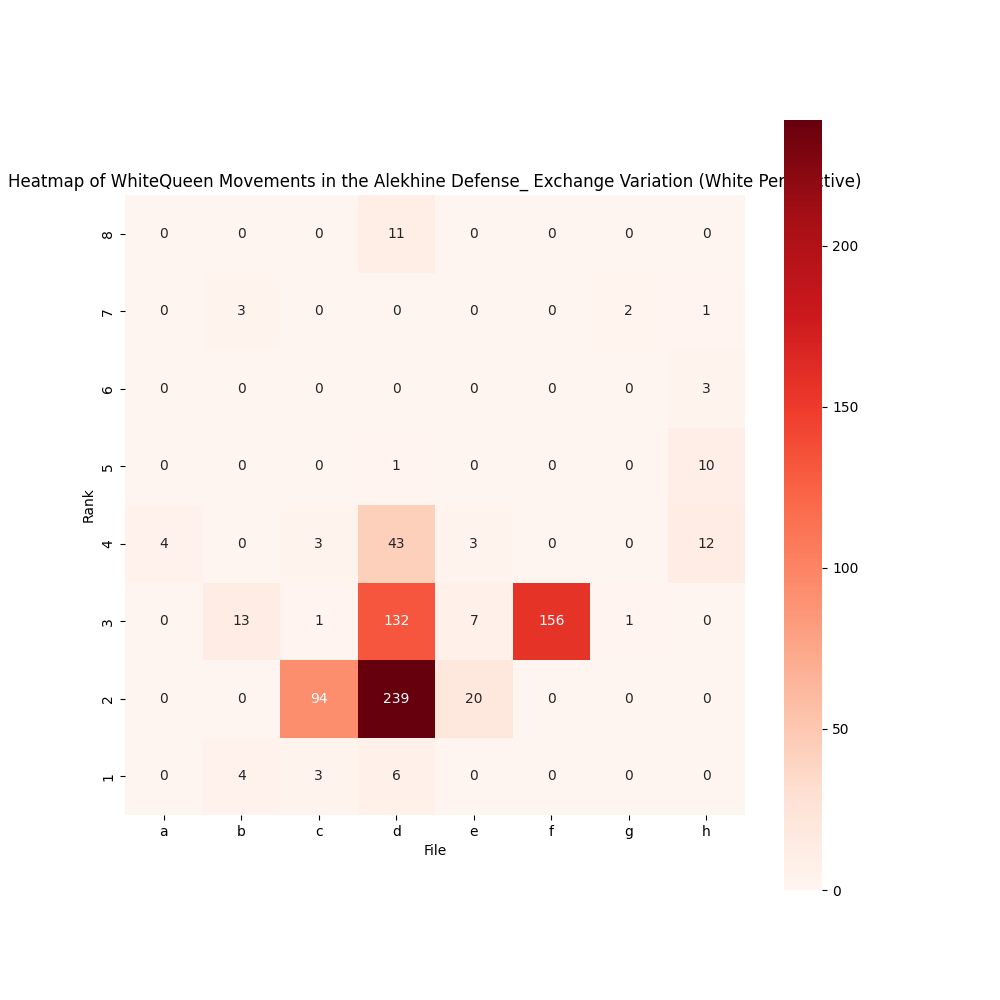 Heatmap of WhiteQueen Movements in the Alekhine Defense_ Exchange Variation (White Perspective)
8 0 0 0 11 0 0 0 0
7 0 3 0 0 0 0 2 1
6 0 0 0 0 0 0 0 3
5 0 0 0 1 0 0 0 10
Rank
4 4 0 3 43 3 0 0 12
3 0 13 1 132 7 156 1 0
2 0 0 94 239 20 0 0 0
1 0 4 3 6 0 0 0 0
a b c d e f g h
File
200
150
100
50
0